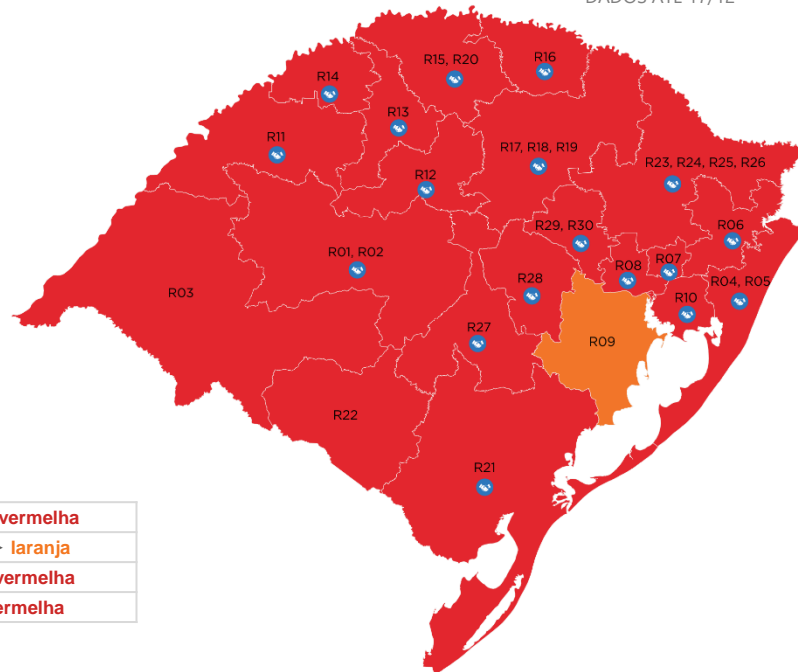 R15, R20
R16
R14
R13
R11
R17, R18, R19
R23, R24, R25, R26
R12
R29, R30
R06
R01, R02
R07
R08
R28
R04, R05
R03
R10
R27
R09
R22
R21
vermelha
laranja
vermelha
vermelha